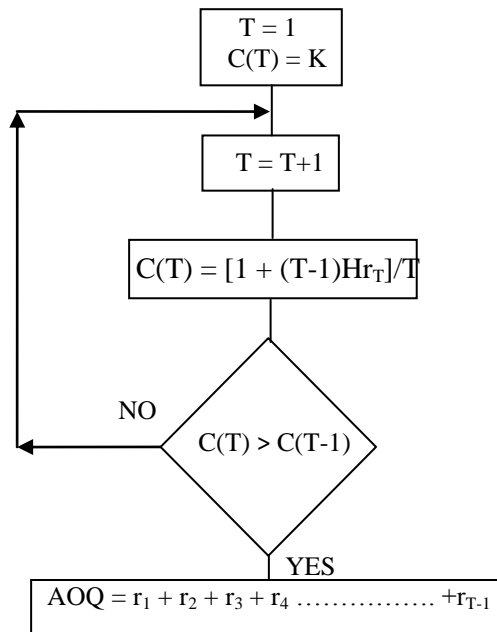 T = 1
C(T) = K
T = T+1
C(T) = [1 + (T-1)Hr_T]/T
NO
C(T) > C(T-1)
YES
AOQ = r_1 + r_2 + r_3 + r_4 ……………… +r_{T-1}